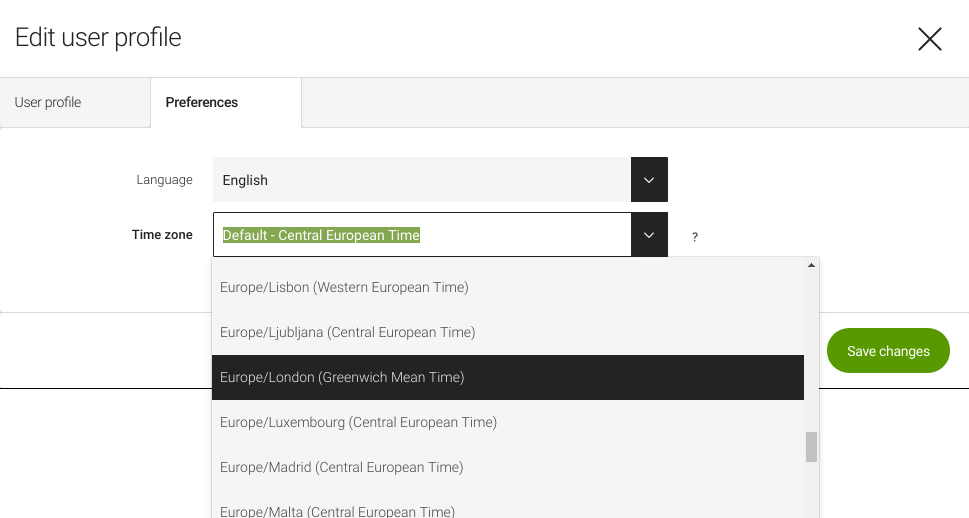 Edit user profile
User profile
Preferences
Language
English
Time zone
Default - Central European Time
?
Europe/Lisbon (Western European Time)
Europe/Ljubljana (Central European Time)
Europe/London (Greenwich Mean Time)
Europe/Luxembourg (Central European Time)
Europe/Madrid (Central European Time)
Europe/Malta (Central European Time)
Save changes